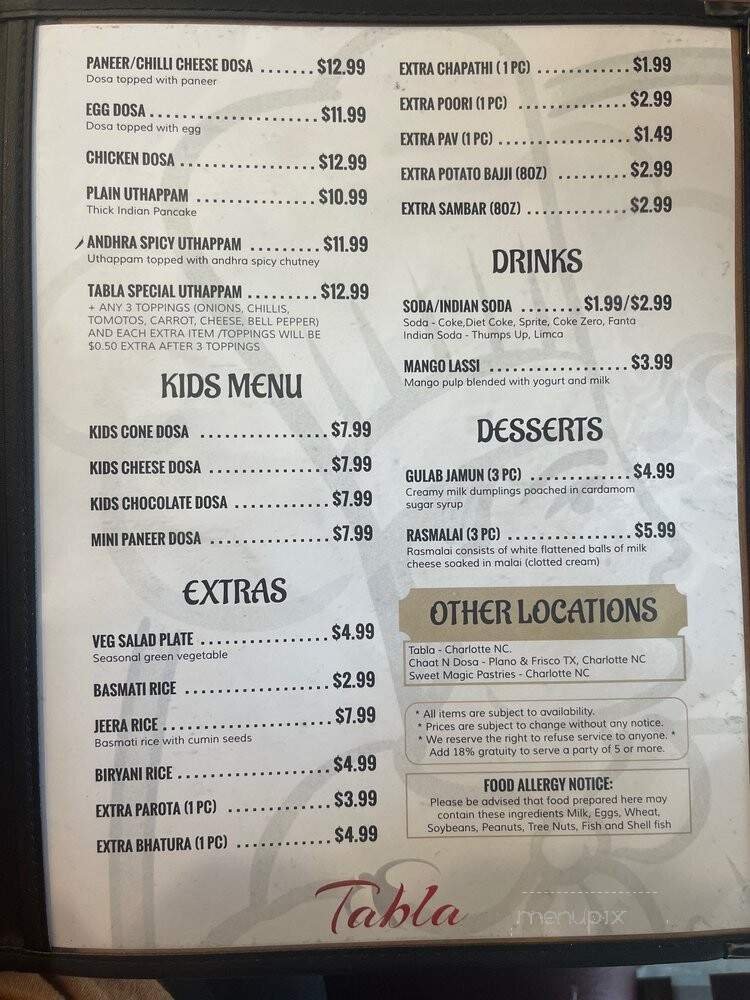 PANEER/CHILLI CHEESE DOSA ....... $12.99
Dosa topped with paneer
EGG DOSA ....................... $11.99
Dosa topped with egg
CHICKEN DOSA ................... $12.99
PLAIN UTHAPPAM ................ $10.99
Thick Indian Pancake
ANDHRA SPICY UTHAPPAM ......... $11.99
Uthappam topped with andhra spicy chutney
TABLA SPECIAL UTHAPPAM ......... $12.99
+ ANY 3 TOPPINGS (ONIONS, CHILLIS,
TOMOTOS, CARROT, CHEESE, BELL PEPPER)
AND EACH EXTRA ITEM /TOPPINGS WILL BE
$0.50 EXTRA AFTER 3 TOPPINGS
KIDS MENU
KIDS CONE DOSA ................ $7.99
KIDS CHEESE DOSA ............... $7.99
KIDS CHOCOLATE DOSA ............ $7.99
MINI PANEER DOSA ............... $7.99
EXTRAS
VEG SALAD PLATE ................ $4.99
Seasonal green vegetable
BASMATI RICE ................... $2.99
JEERA RICE ..................... $7.99
Basmati rice with cumin seeds
BIRYANI RICE ................... $4.99
EXTRA PAROTA (1 PC) ............. $3.99
EXTRA BHATURA (1 PC) ............ $4.99
EXTRA CHAPATHI ( 1 PC) ............ $1.99
EXTRA POORI (1 PC) .............. $2.99
EXTRA PAV (1 PC) ................. $1.49
EXTRA POTATO BAJJI (8OZ) ......... $2.99
EXTRA SAMBAR (8OZ) ............. $2.99
DRINKS
SODA/INDIAN SODA ........ $1.99/$2.99
Soda - Coke,Diet Coke, Sprite, Coke Zero, Fanta
Indian Soda - Thumps Up, Limca
MANGO LASSI .................. $3.99
Mango pulp blended with yogurt and milk
DESSERTS
GULAB JAMUN (3 PC) ............. $4.99
Creamy milk dumplings poached in cardamom
sugar syrup
RASMALAI (3 PC) ................ $5.99
Rasmalai consists of white flattened balls of milk
cheese soaked in malai (clotted cream)
OTHER LOCATIONS
Tabla - Charlotte NC.
Chaat N Dosa - Plano & Frisco TX, Charlotte NC
Sweet Magic Pastries - Charlotte NC
* All items are subject to availability.
* Prices are subject to change without any notice.
* We reserve the right to refuse service to anyone. *
Add 18% gratuity to serve a party of 5 or more.
FOOD ALLERGY NOTICE:
Please be advised that food prepared here may
contain these ingredients Milk, Eggs, Wheat,
Soybeans, Peanuts, Tree Nuts, Fish and Shell fish
Tabla
menupix